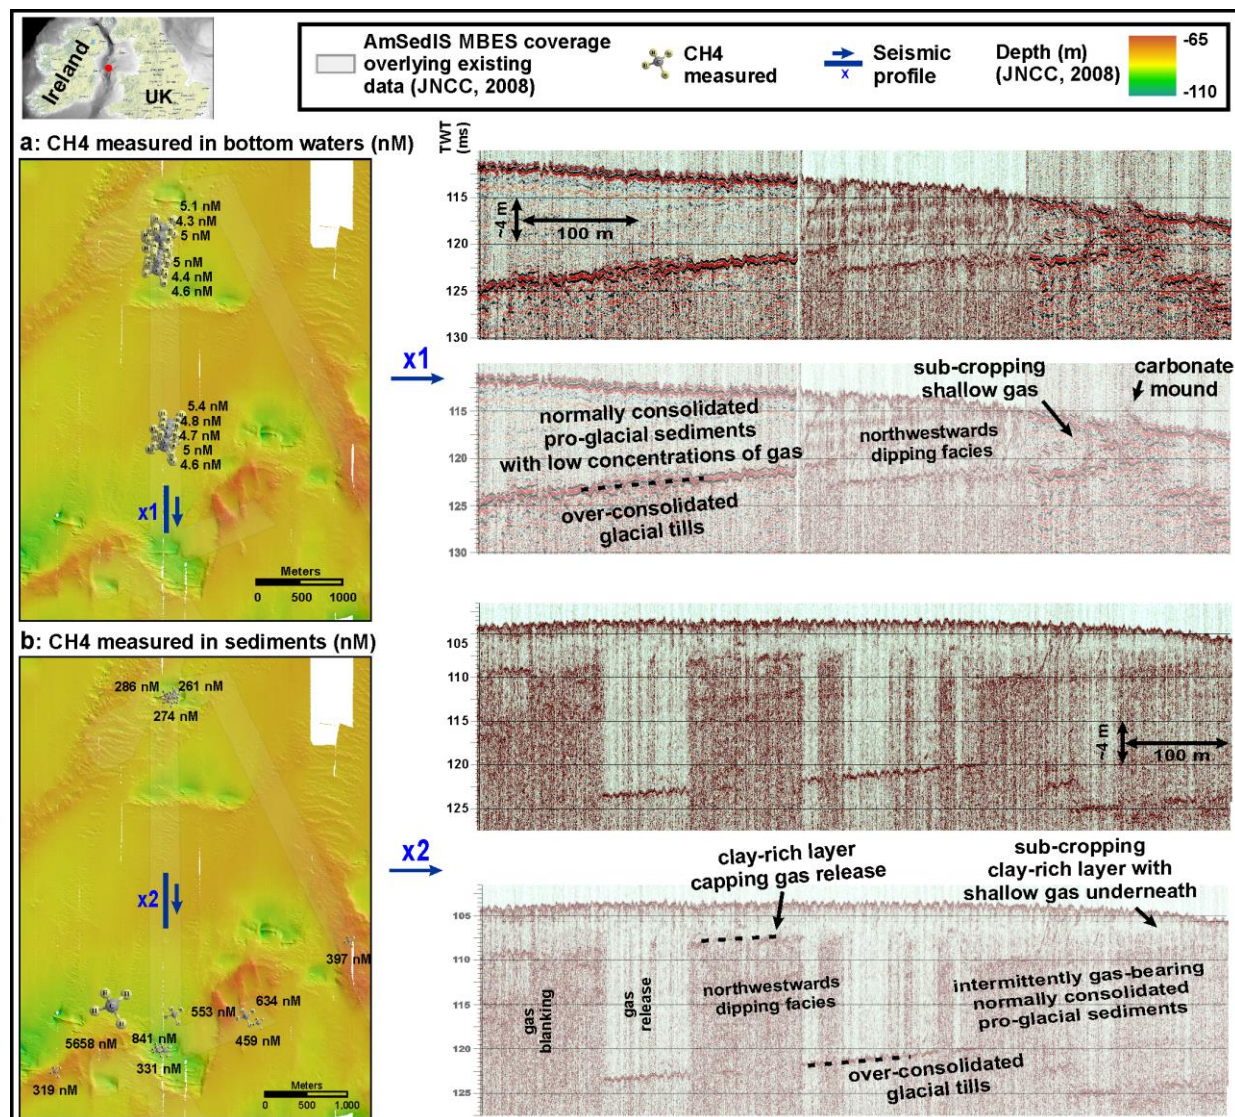 Ireland
UK
AmSedIS MBES coverage
overlying existing
data (JNCC, 2008)
CH4
measured
x
Seismic
profile
Depth (m)
(JNCC, 2008)
-65
-110
a: CH4 measured in bottom waters (nM)
5.1 nM
4.3 nM
5 nM
5 nM
4.4 nM
4.6 nM
5.4 nM
4.8 nM
4.7 nM
5 nM
4.6 nM
x1
Meters
0 500 1000
TWT
(ms)
115
120
125
130
~4 m
100 m
x1
115
120
125
130
normally consolidated
pro-glacial sediments
with low concentrations of gas
over-consolidated
glacial tills
northwestwards
dipping facies
sub-cropping
shallow gas
carbonate
mound
b: CH4 measured in sediments (nM)
286 nM
261 nM
274 nM
x2
397 nM
634 nM
553 nM
459 nM
841 nM
5658 nM
331 nM
319 nM
Meters
0 500 1,000
105
110
115
120
125
~4 m
100 m
x2
clay-rich layer
capping gas release
sub-cropping
clay-rich layer with
shallow gas underneath
105
110
115
120
125
gas
blanking
gas
release
northwestwards
dipping facies
intermittently gas-bearing
normally consolidated
pro-glacial sediments
over-consolidated
glacial tills